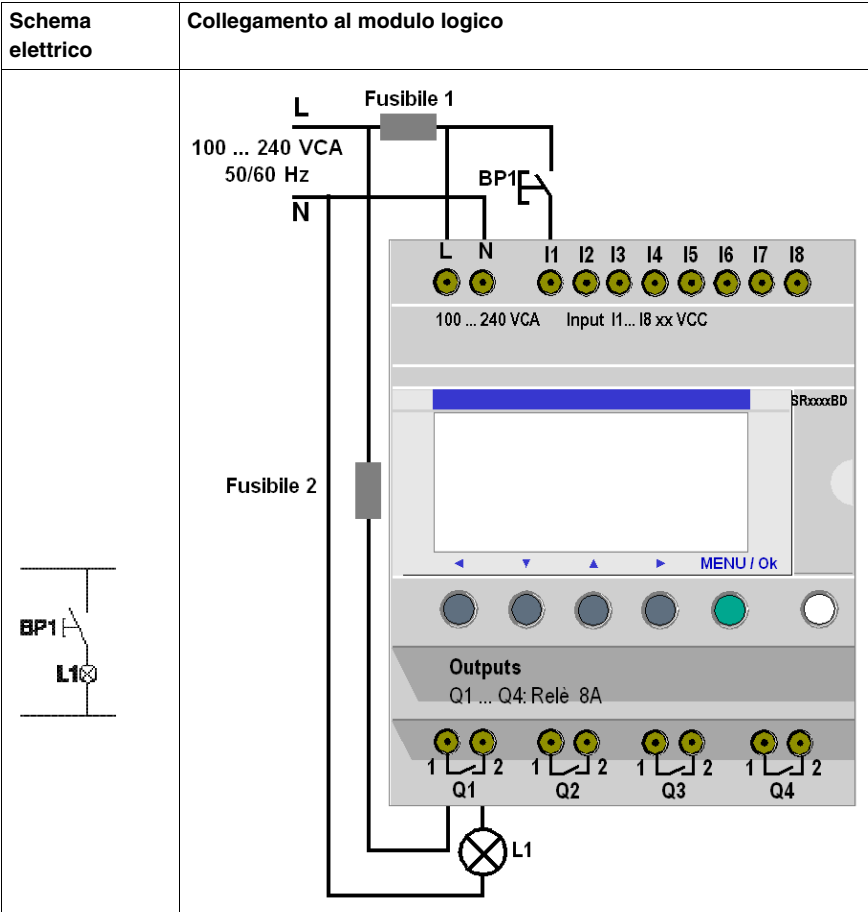 Schema
elettrico
Collegamento al modulo logico
Fusibile 1
L
100 ... 240 VCA
50/60 Hz
N
BP1
L N I1 I2 I3 I4 I5 I6 I7 I8
100 ... 240 VCA Input I1... I8 xx VCC
SRxxxxBD
Fusibile 2
MENU / Ok
BP1
L1
Outputs
Q1 ... Q4: Relè 8A
1 2 1 2 1 2 1 2
Q1 Q2 Q3 Q4
L1